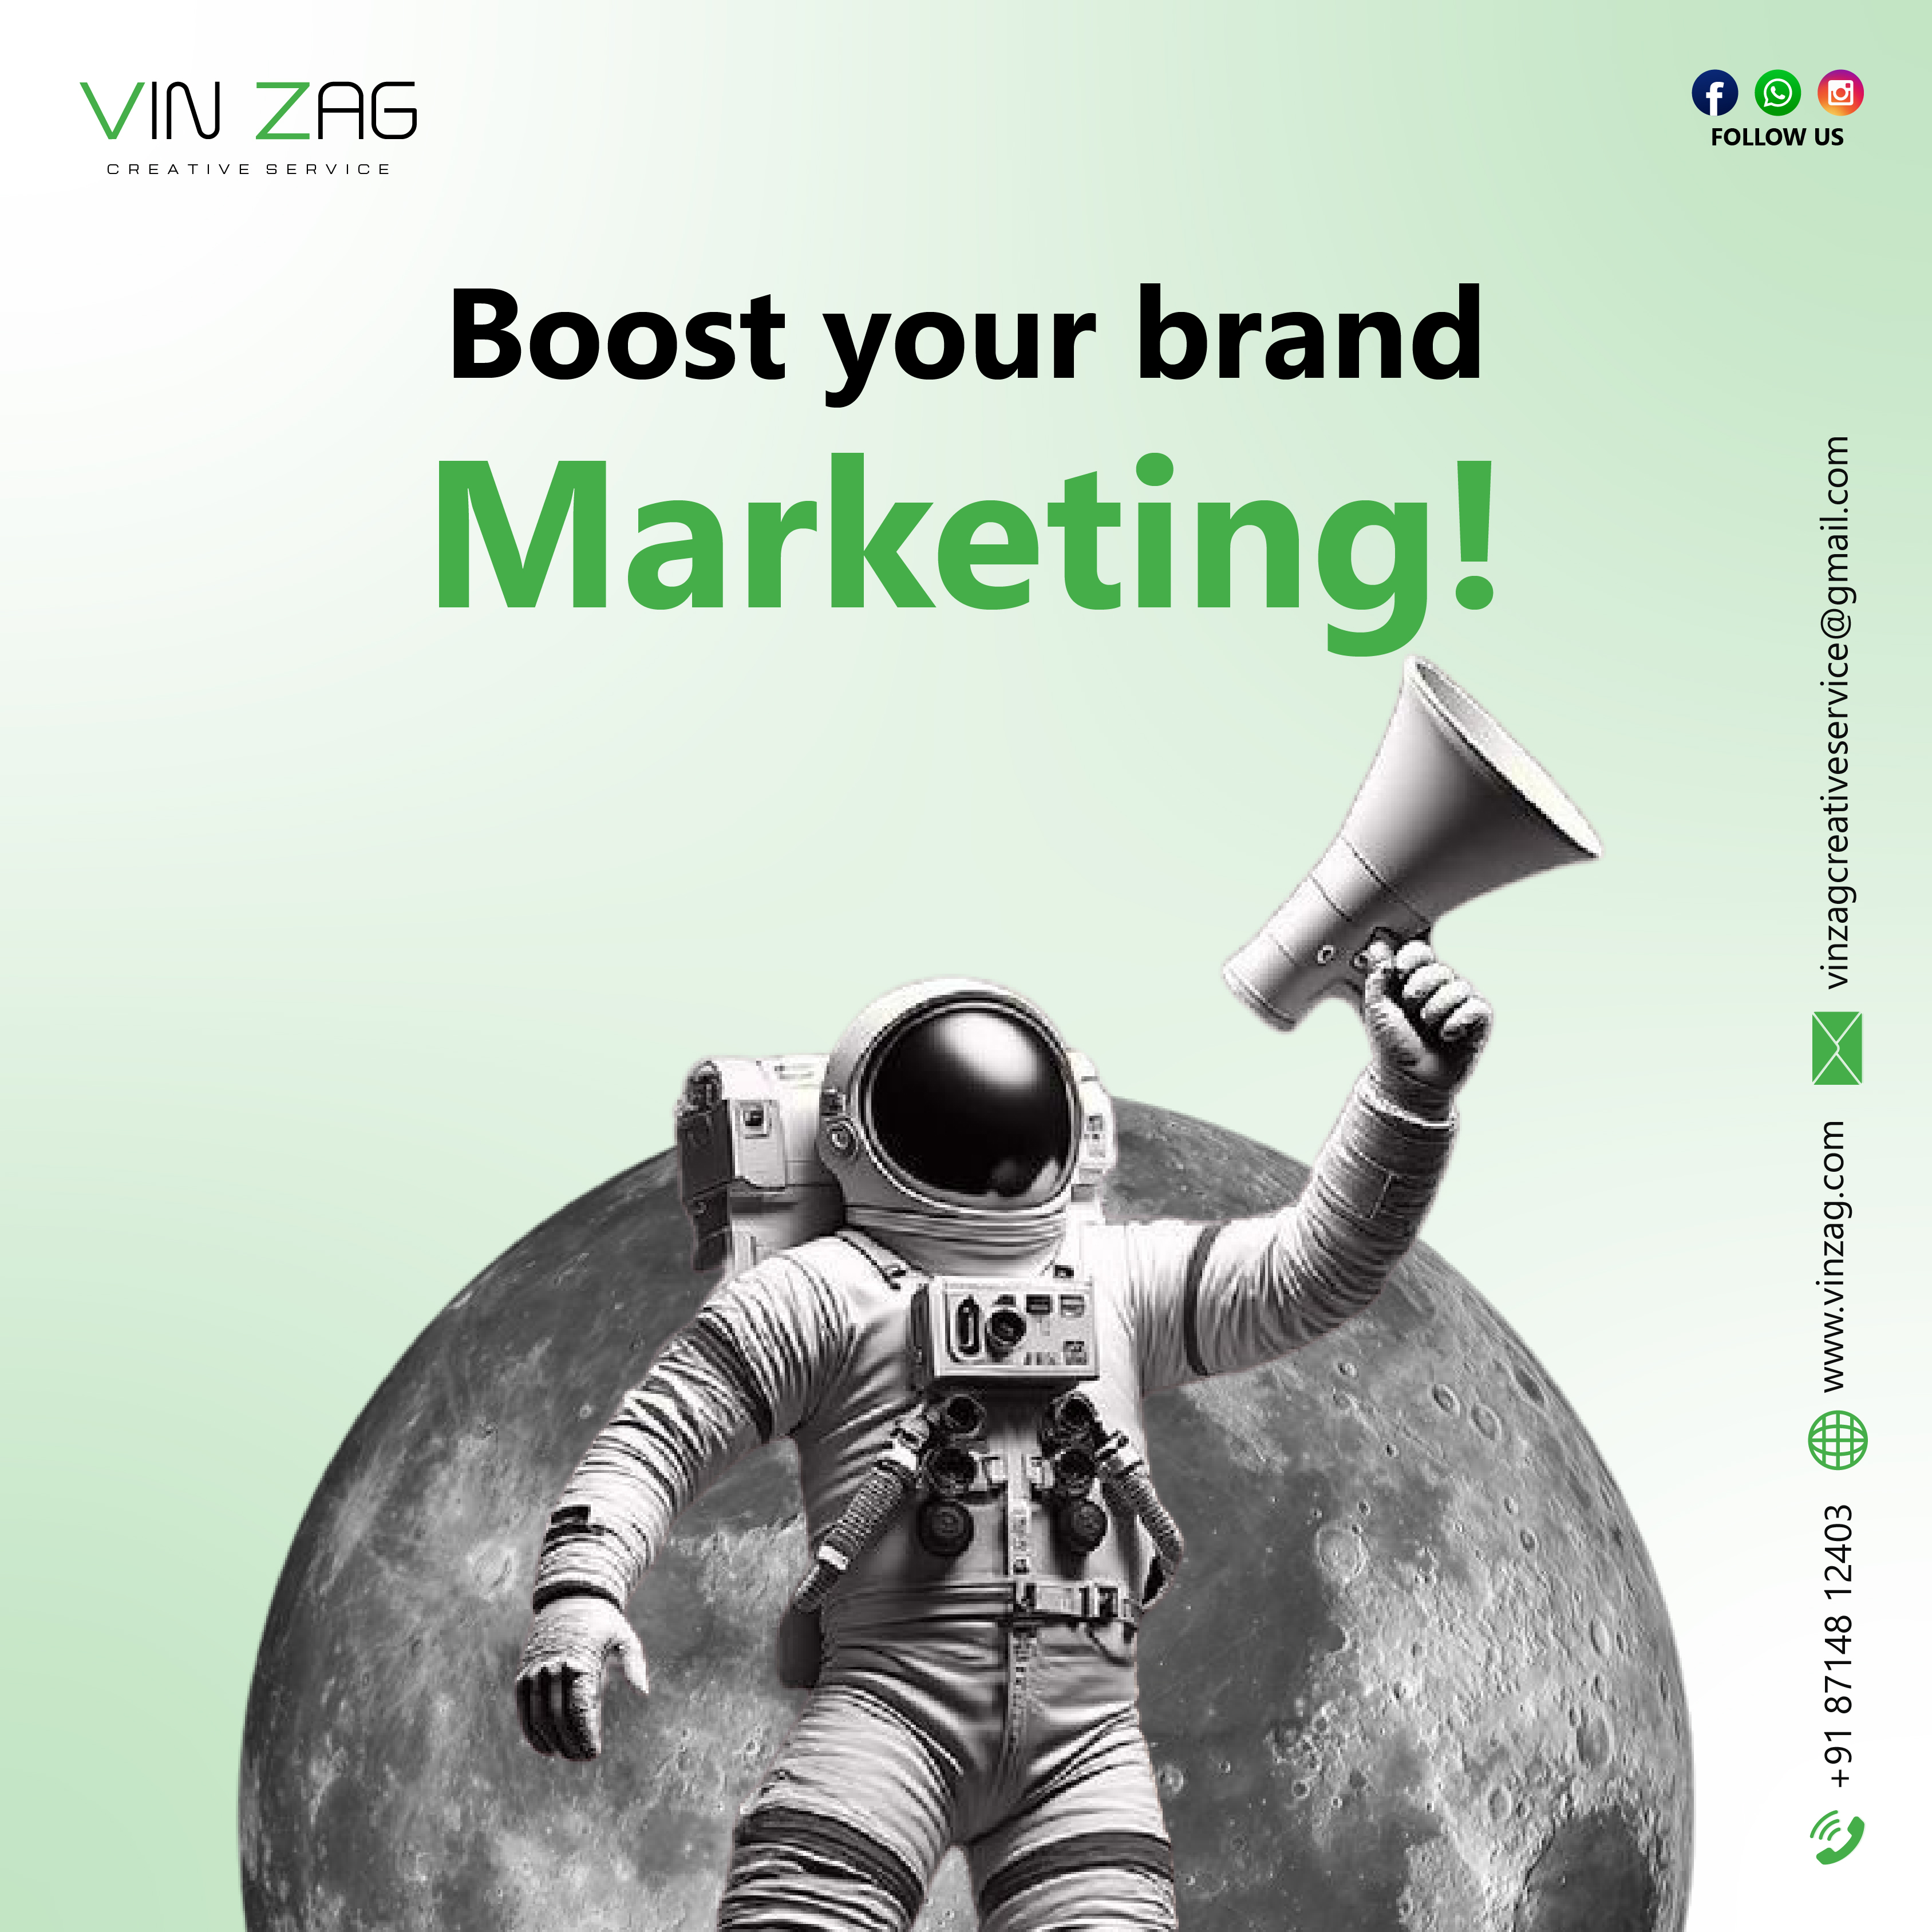 VIN ZAG
CREATIVE SERVICE
FOLLOW US
Boost your brand
Marketing!
vinzagcreativeservice@gmail.com
www.vinzag.com
+91 87148 12403